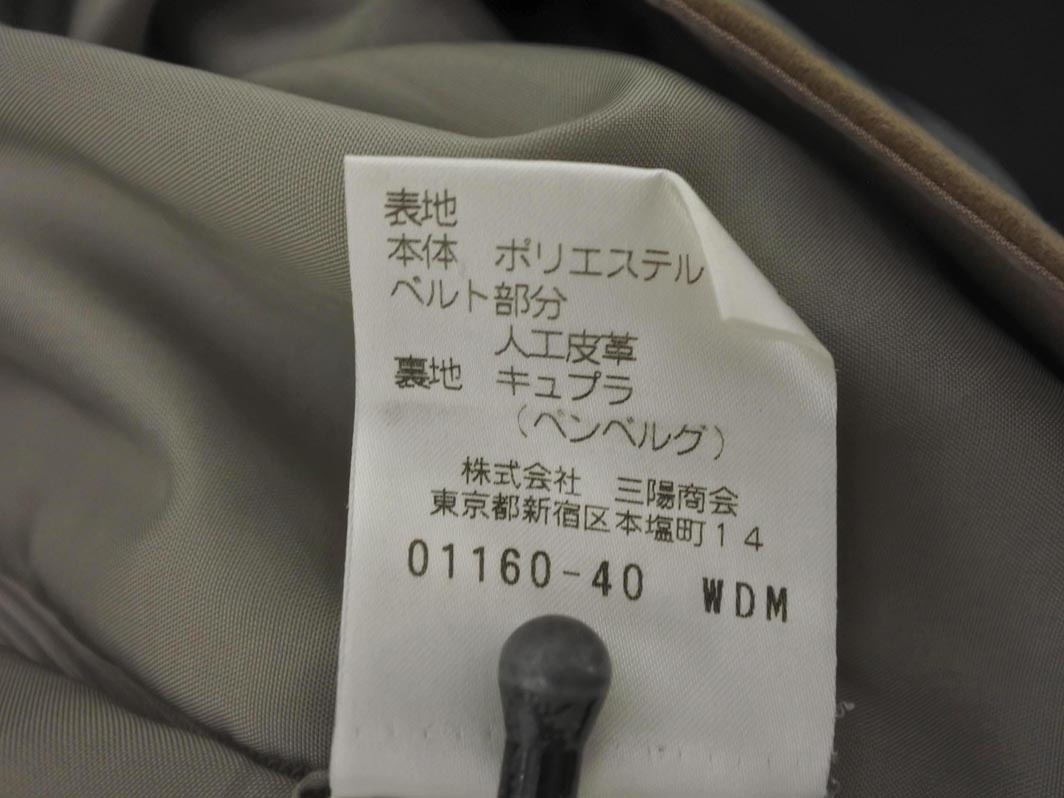 表地
本体　ポリエステル
ベルト部分
人工皮革
裏地　キュプラ
（ベンベルグ）
株式会社　三陽商会
東京都新宿区本塩町１４
01160-40　WDM